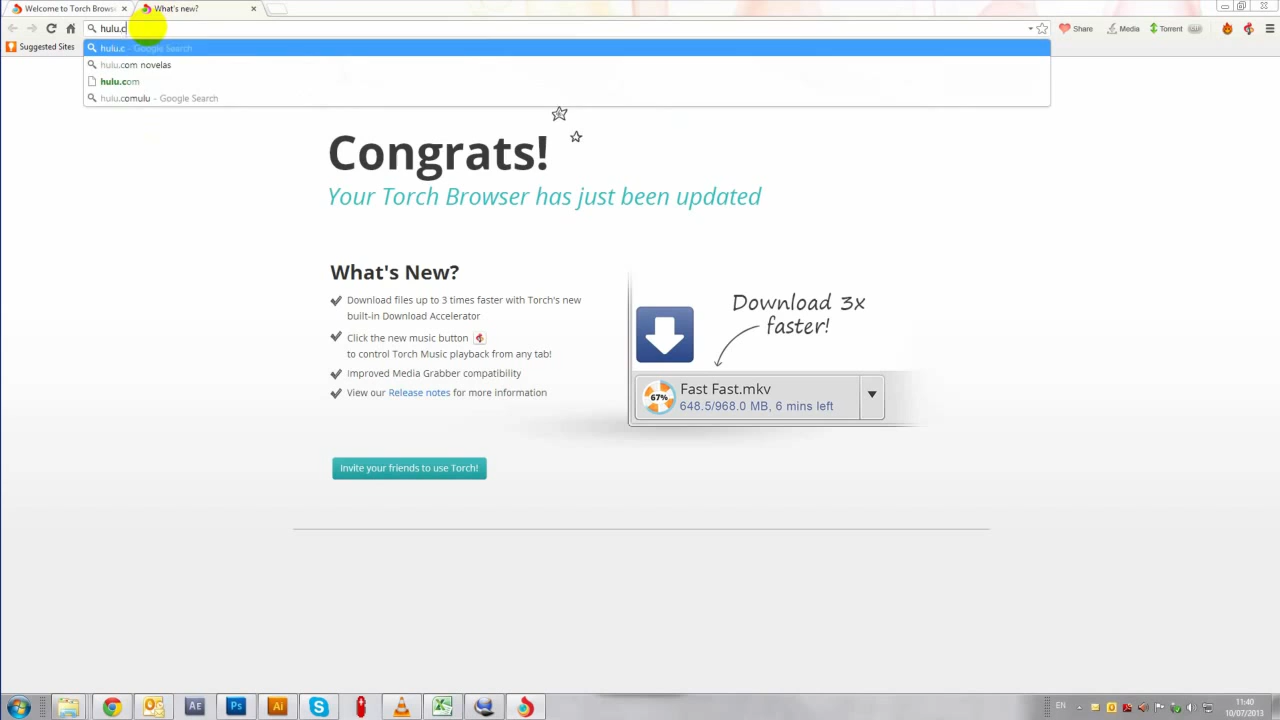 Welcome to Torch Brows
What's new?
hulu.c
Share
Media
Torrent
Suggested Sites
hulu.c - Google Search
hulu.com novelas
hulu.com
hulu.comulu - Google Search
Congrats!
Your Torch Browser has just been updated
What's New?
Download files up to 3 times faster with Torch's new
built-in Download Accelerator
Click the new music button
to control Torch Music playback from any tab!
Improved Media Grabber compatibility
View our Release notes for more information
Download 3x
faster!
67%
Fast Fast.mkv
648.5/968.0 MB, 6 mins left
Invite your friends to use Torch!
AE
Ps
Ai
EN
11:40
10/07/2013